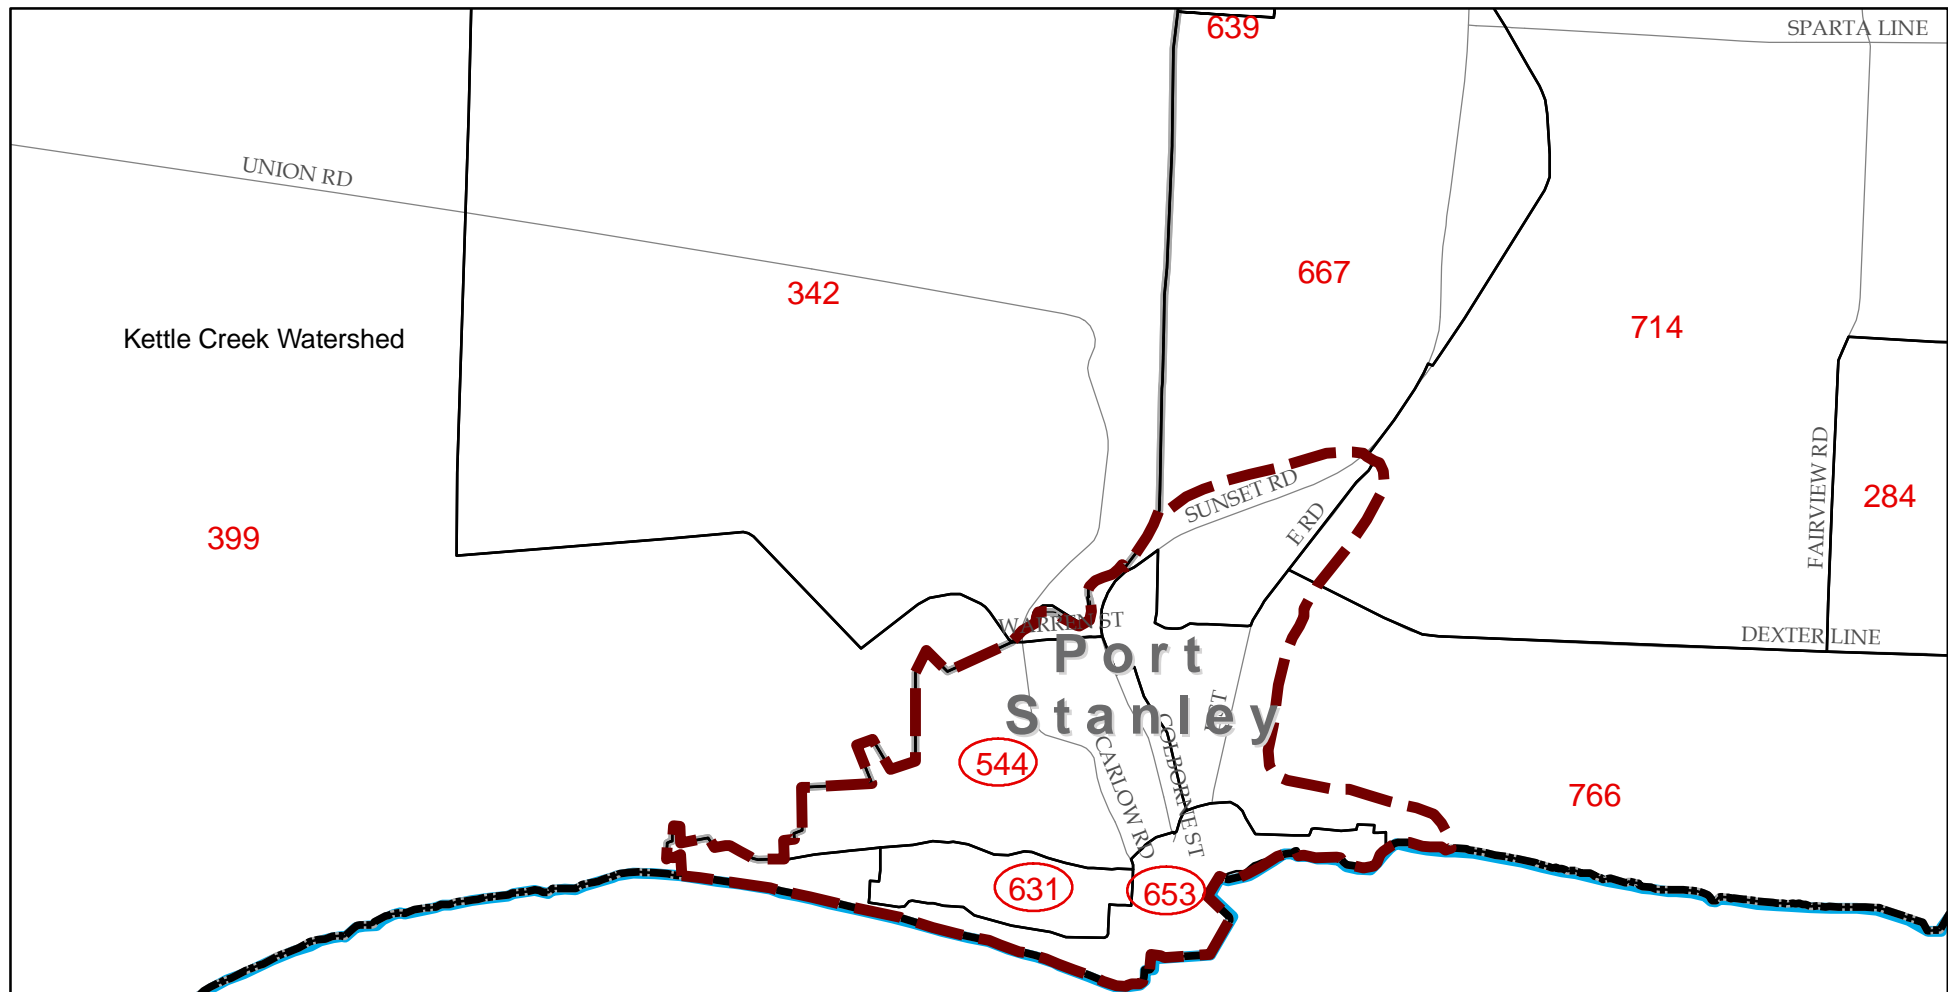 639
SPARTA LINE
UNION RD
667
342
714
Kettle Creek Watershed
FAIRVIEW RD
SUNSET RD
284
E RD
399
WARREN ST
DEXTER LINE
Port
Stanley
CARLOW RD
COLBORNE ST
544
766
631
653